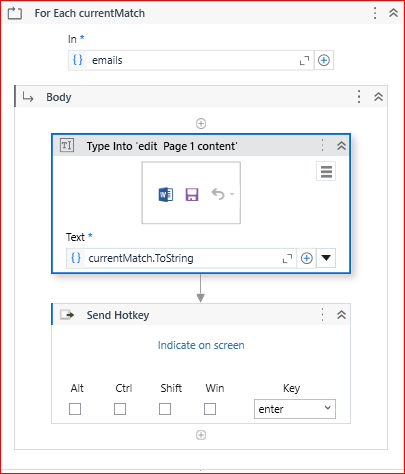 For Each currentMatch
In *
{ } emails
Body
TI Type Into 'edit  Page 1 content'
W
Text *
{ } currentMatch.ToString
Send Hotkey
Indicate on screen
Alt Ctrl Shift Win Key
enter